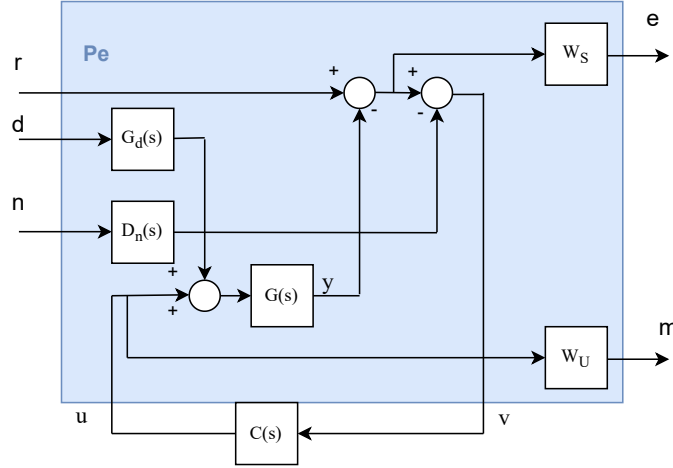 e
W_S
Pe
r
+
+
-
-
d
G_d(s)
n
D_n(s)
+
y
G(s)
+
m
W_U
u
C(s)
v